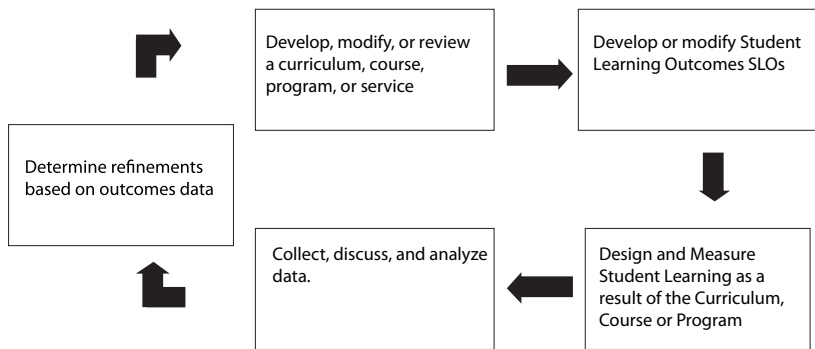 Develop, modify, or review
a curriculum, course,
program, or service
Develop or modify Student
Learning Outcomes SLOs
Determine refinements
based on outcomes data
Collect, discuss, and analyze
data.
Design and Measure
Student Learning as a
result of the Curriculum,
Course or Program